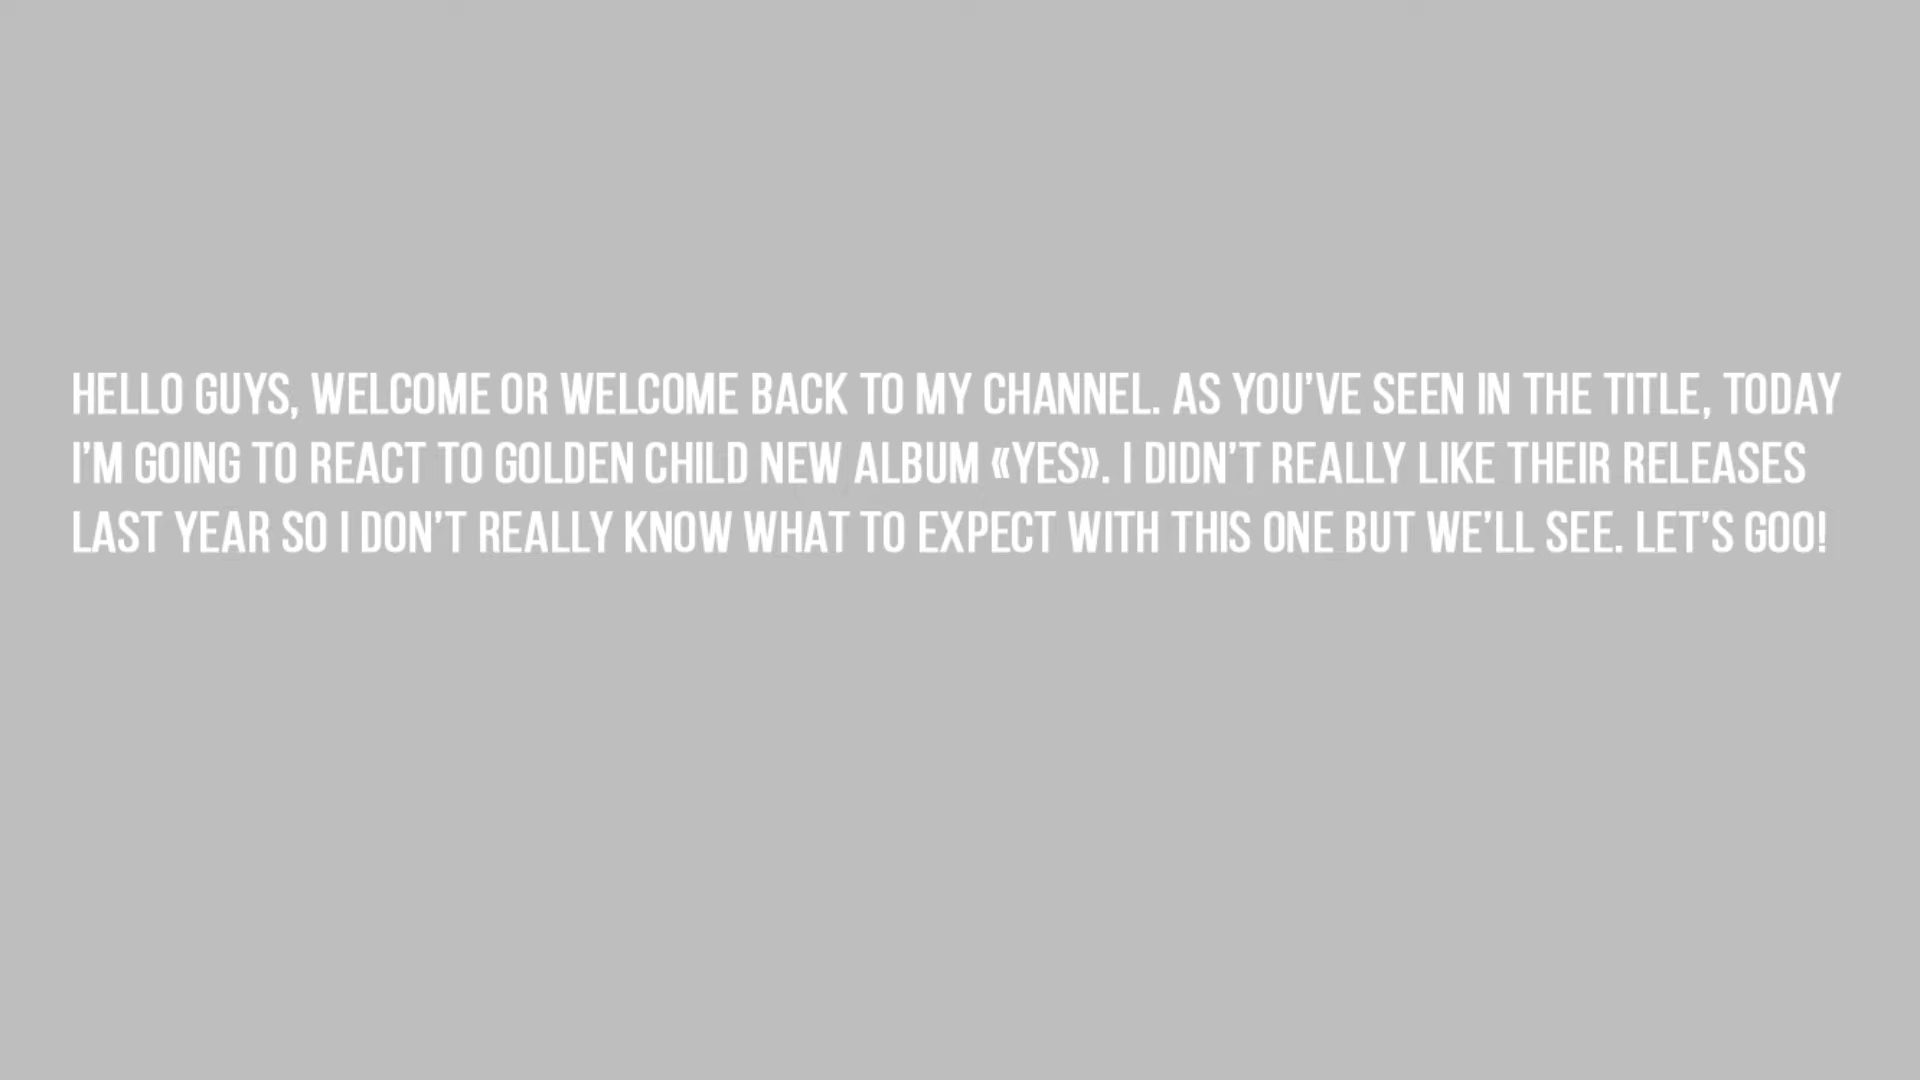 HELLO GUYS, WELCOME OR WELCOME BACK TO MY CHANNEL. AS YOU’VE SEEN IN THE TITLE, TODAY
I’M GOING TO REACT TO GOLDEN CHILD NEW ALBUM «YES». I DIDN’T REALLY LIKE THEIR RELEASES
LAST YEAR SO I DON’T REALLY KNOW WHAT TO EXPECT WITH THIS ONE BUT WE’LL SEE. LET’S GOO!